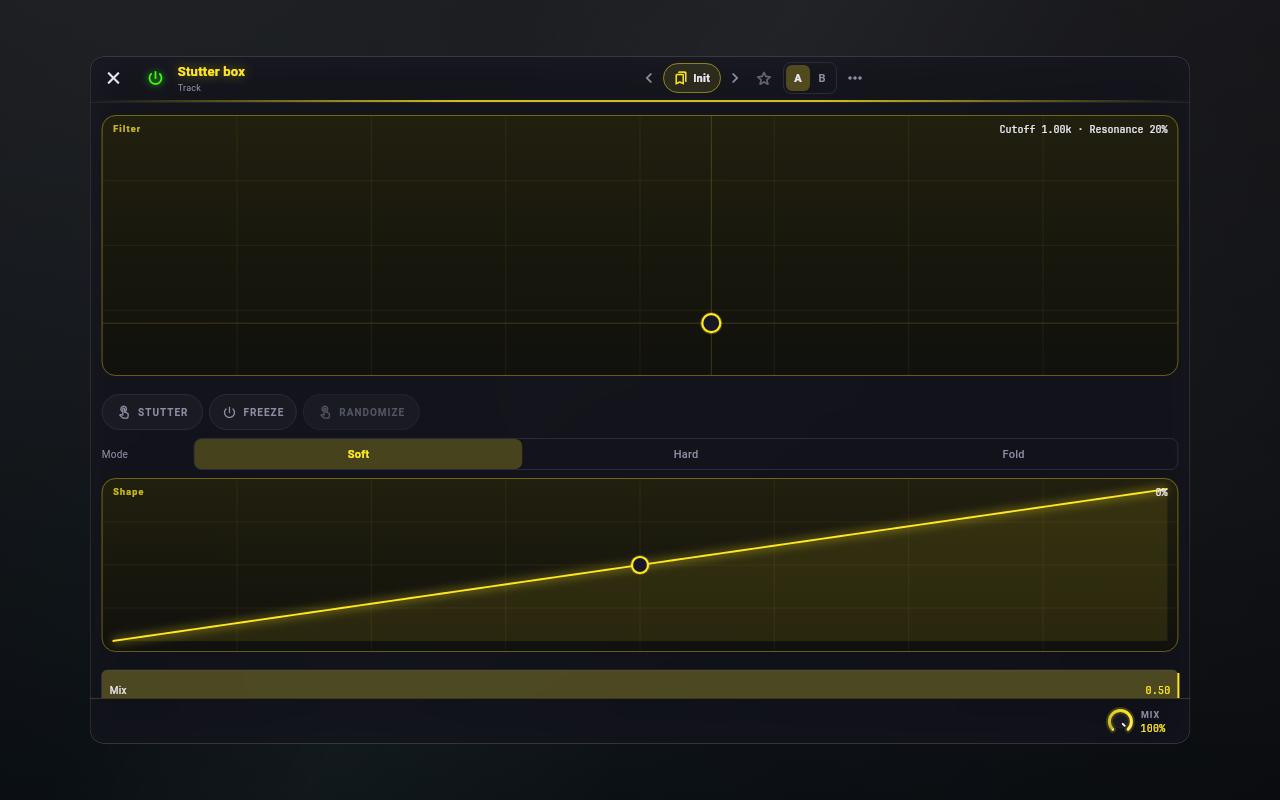 Stutter box
Track
Init
A B
Filter
Cutoff 1.00k · Resonance 20%
STUTTER FREEZE RANDOMIZE
Mode Soft Hard Fold
Shape 0%
Mix 0.50
MIX
100%